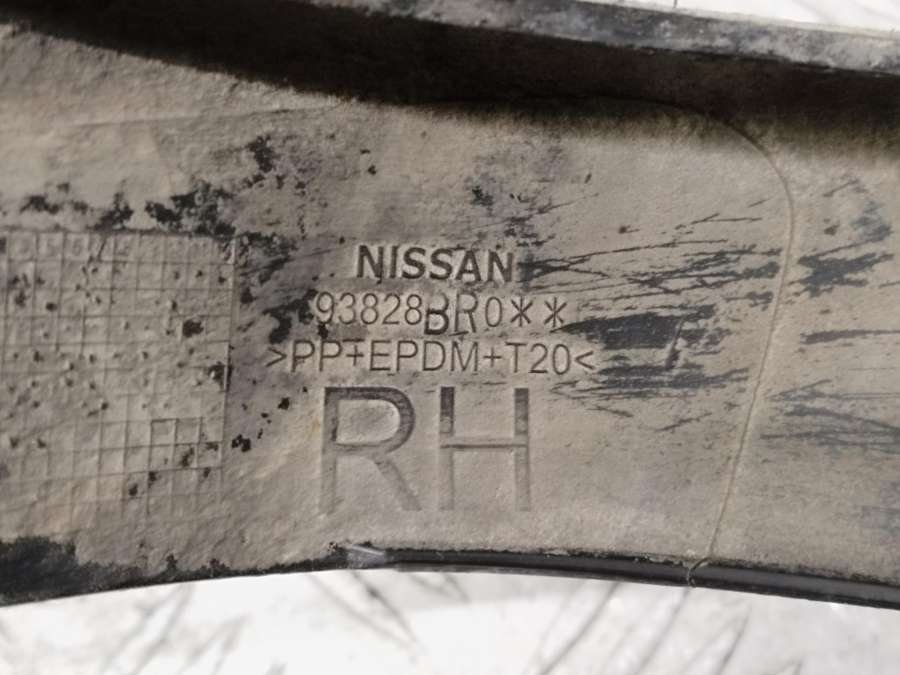 NISSAN
93828BR0**
>PP+EPDM+T20<
RH